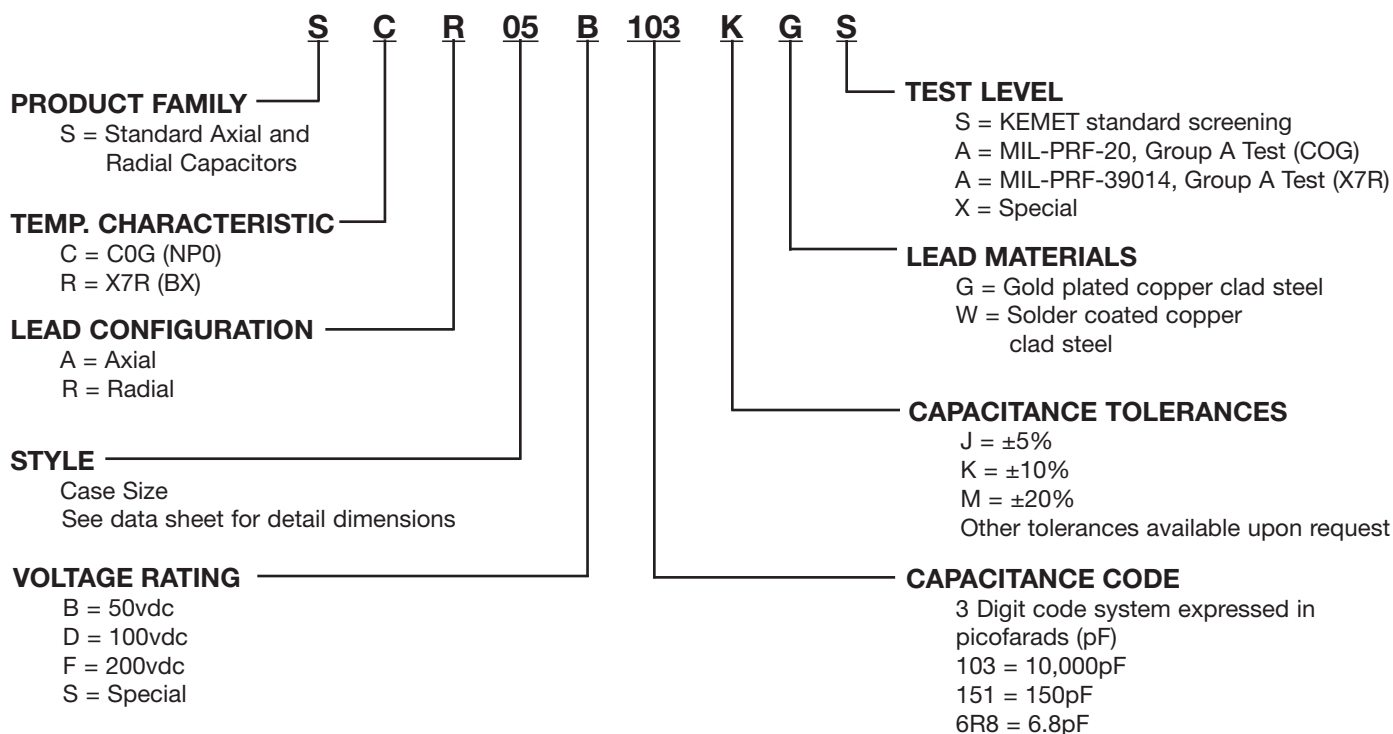 S C R 05 B 103 K G S
PRODUCT FAMILY
S = Standard Axial and
Radial Capacitors
TEMP. CHARACTERISTIC
C = C0G (NP0)
R = X7R (BX)
LEAD CONFIGURATION
A = Axial
R = Radial
STYLE
Case Size
See data sheet for detail dimensions
VOLTAGE RATING
B = 50vdc
D = 100vdc
F = 200vdc
S = Special
TEST LEVEL
S = KEMET standard screening
A = MIL-PRF-20, Group A Test (COG)
A = MIL-PRF-39014, Group A Test (X7R)
X = Special
LEAD MATERIALS
G = Gold plated copper clad steel
W = Solder coated copper
clad steel
CAPACITANCE TOLERANCES
J = ±5%
K = ±10%
M = ±20%
Other tolerances available upon request
CAPACITANCE CODE
3 Digit code system expressed in
picofarads (pF)
103 = 10,000pF
151 = 150pF
6R8 = 6.8pF